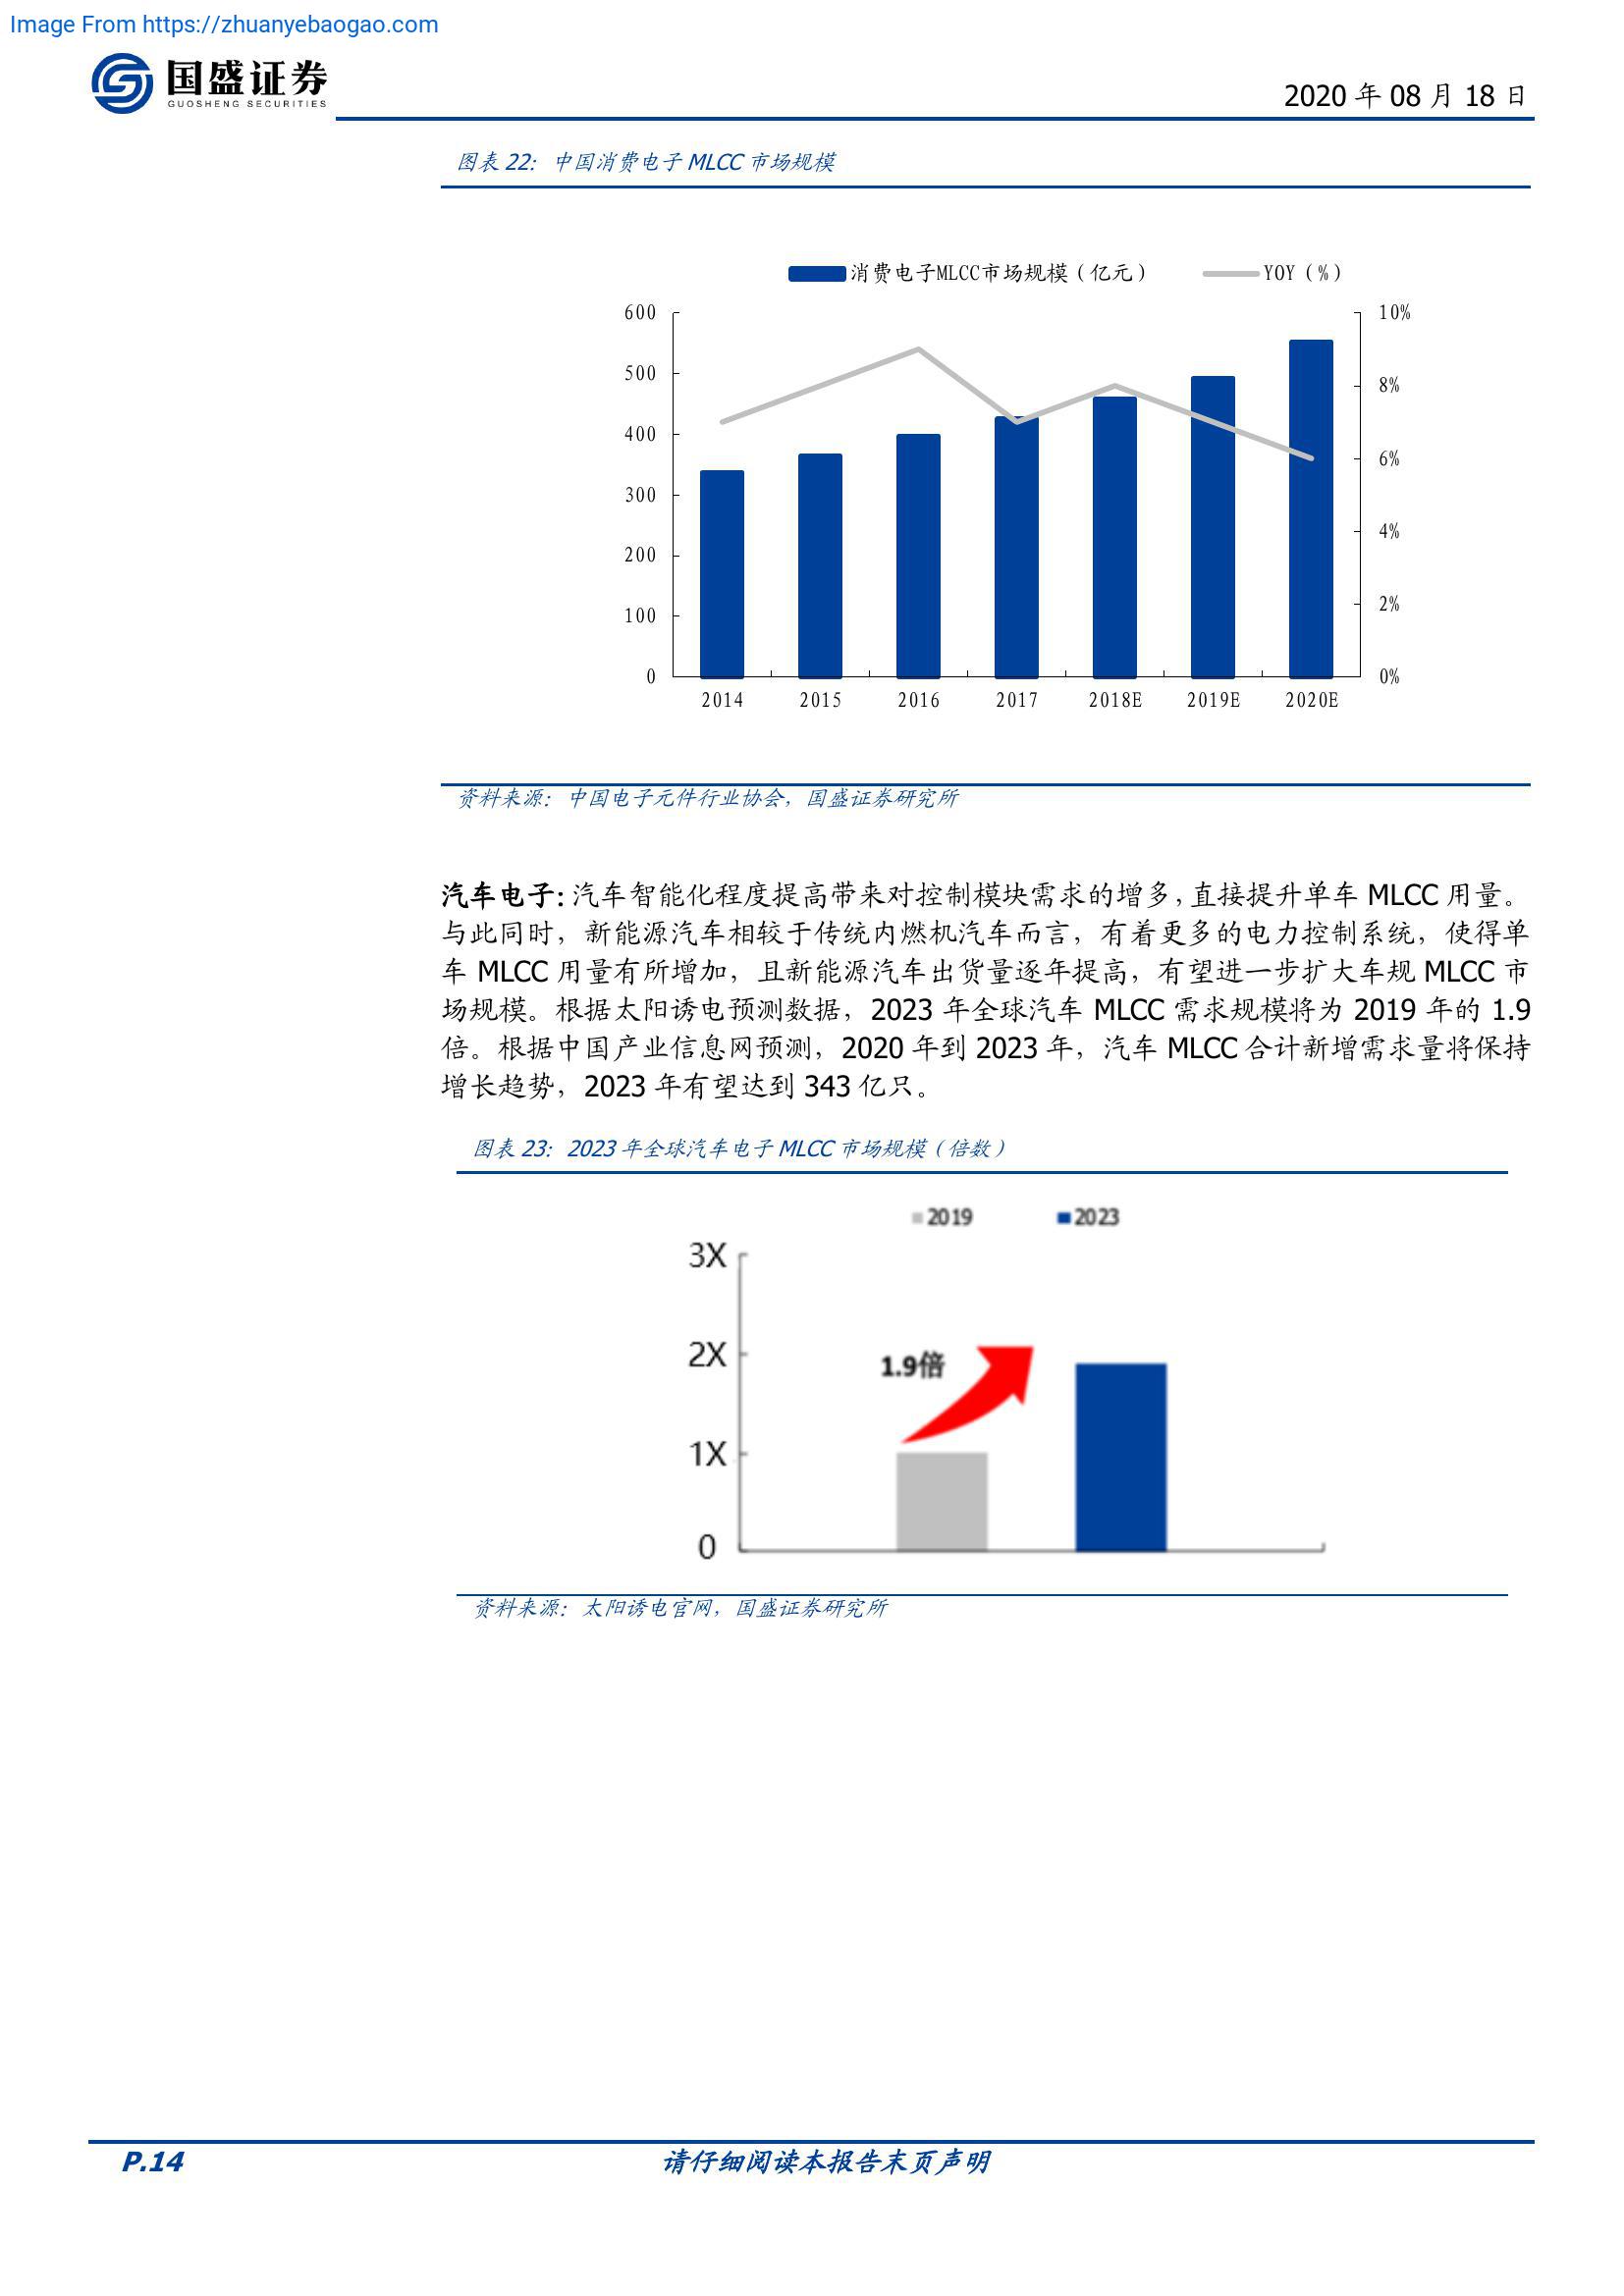 Image From https://zhuanyebaogao.com
国盛证券
GUOSHENG SECURITIES
2020 年 08 月 18 日
图表 22: 中国消费电子 MLCC 市场规模
消费电子MLCC市场规模（亿元） YOY（%）
600 10%
500 8%
400 6%
300 4%
200 2%
100
0 0%
2014 2015 2016 2017 2018E 2019E 2020E
资料来源：中国电子元件行业协会，国盛证券研究所
汽车电子：汽车智能化程度提高带来对控制模块需求的增多，直接提升单车 MLCC 用量。
与此同时，新能源汽车相较于传统内燃机汽车而言，有着更多的电力控制系统，使得单
车 MLCC 用量有所增加，且新能源汽车出货量逐年提高，有望进一步扩大车规 MLCC 市
场规模。根据太阳诱电预测数据，2023 年全球汽车 MLCC 需求规模将为 2019 年的 1.9
倍。根据中国产业信息网预测，2020 年到 2023 年，汽车 MLCC 合计新增需求量将保持
增长趋势，2023 年有望达到 343 亿只。
图表 23: 2023 年全球汽车电子 MLCC 市场规模（倍数）
2019 2023
3X
2X
1.9倍
1X
0
资料来源：太阳诱电官网，国盛证券研究所
P.14 请仔细阅读本报告末页声明